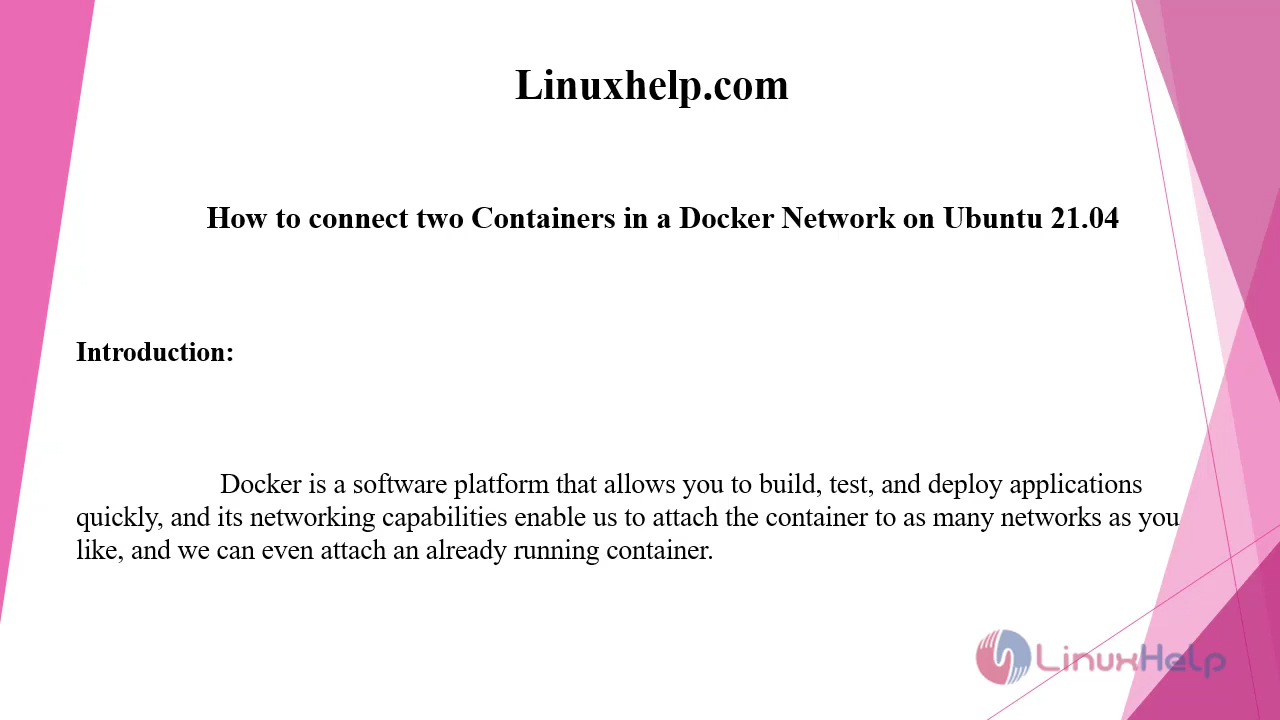 Linuxhelp.com
How to connect two Containers in a Docker Network on Ubuntu 21.04
Introduction:
Docker is a software platform that allows you to build, test, and deploy applications
quickly, and its networking capabilities enable us to attach the container to as many networks as you
like, and we can even attach an already running container.
LinuxHelp